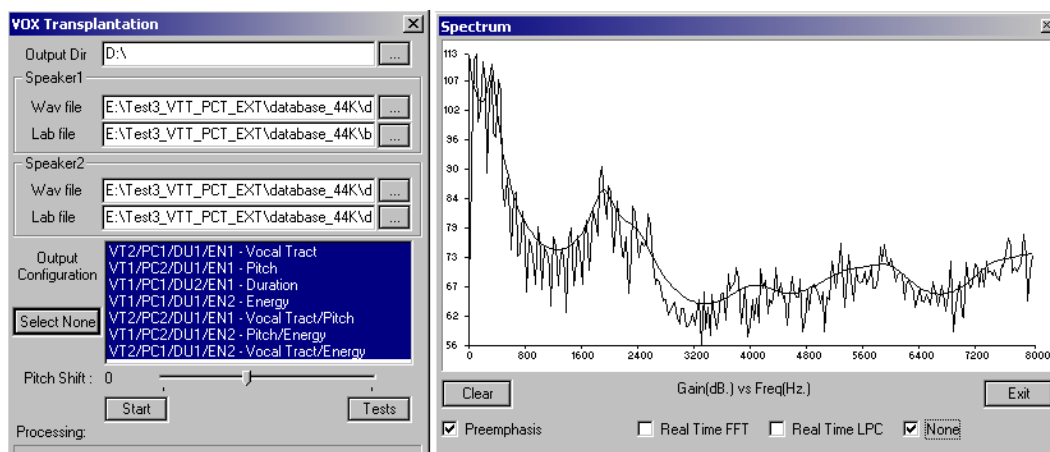 VOX Transplantation
Output Dir D:\ ...
Speaker1
Wav file E:\Test3_VTT_PCT_EXT\database_44K\d ...
Lab file E:\Test3_VTT_PCT_EXT\database_44K\b ...
Speaker2
Wav file E:\Test3_VTT_PCT_EXT\database_44K\d ...
Lab file E:\Test3_VTT_PCT_EXT\database_44K\d ...
Output
Configuration
Select None
VT2/PC1/DU1/EN1 - Vocal Tract
VT1/PC2/DU1/EN1 - Pitch
VT1/PC1/DU2/EN1 - Duration
VT1/PC1/DU1/EN2 - Energy
VT2/PC2/DU1/EN1 - Vocal Tract/Pitch
VT1/PC2/DU1/EN2 - Pitch/Energy
VT2/PC1/DU1/EN2 - Vocal Tract/Energy
Pitch Shift : 0
Start Tests
Processing:
Spectrum
113
107
102
96
90
84
79
73
67
62
56
0 800 1600 2400 3200 4000 4800 5600 6400 7200 8000
Clear Gain(dB.) vs Freq(Hz.) Exit
Preemphasis Real Time FFT Real Time LPC None